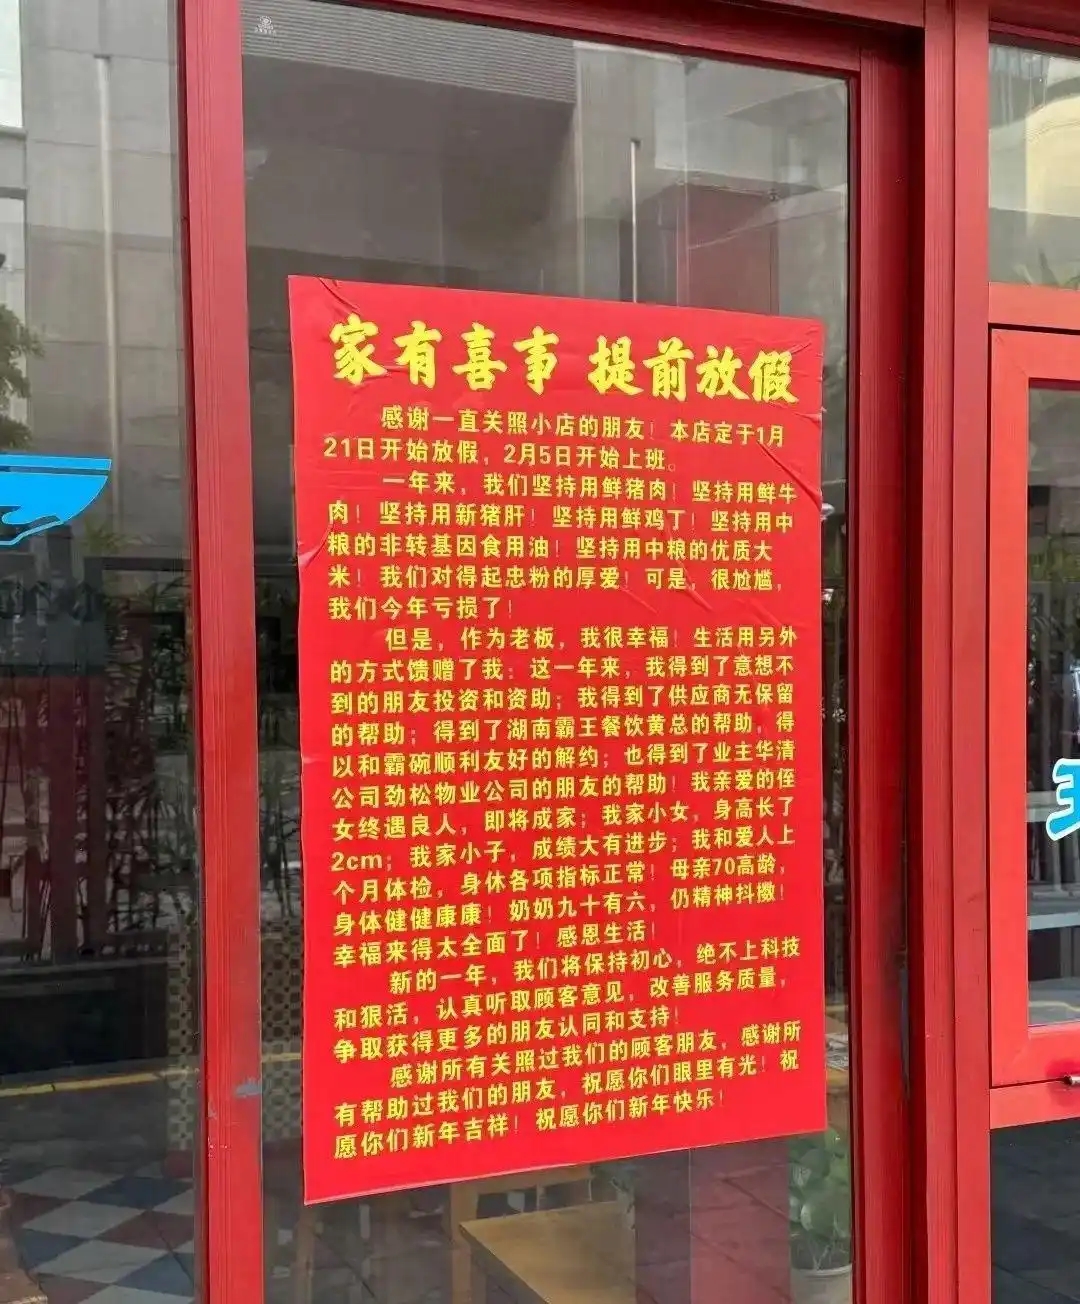 家有喜事 提前放假
感谢一直关照小店的朋友！本店定于1月
21日开始放假，2月5日开始上班。
一年来，我们坚持用鲜猪肉！坚持用鲜牛
肉！坚持用新猪肝！坚持用鲜鸡丁！坚持用中
粮的非转基因食用油！坚持用中粮的优质大
米！我们对得起忠粉的厚爱！可是，很尬尴，
我们今年亏损了！
但是，作为老板，我很幸福！生活用另外
的方式馈赠了我：这一年来，我得到了意想不
到的朋友投资和资助；我得到了供应商无保留
的帮助；得到了湖南霸王餐饮黄总的帮助，得
以和霸碗顺利友好的解约；也得到了业主华清
公司劲松物业公司的朋友的帮助！我亲爱的侄
女终遇良人，即将成家；我家小女，身高长了
2cm；我家小子，成绩大有进步；我和爱人上
个月体检，身休各项指标正常！母亲70高龄，
身体健健康康！奶奶九十有六，仍精神抖擞！
幸福来得太全面了！感恩生活！
新的一年，我们将保持初心，绝不上科技
和狠活，认真听取顾客意见，改善服务质量，
争取获得更多的朋友认同和支持！
感谢所有关照过我们的顾客朋友，感谢所
有帮助过我们的朋友，祝愿你们眼里有光！祝
愿你们新年吉祥！祝愿你们新年快乐！